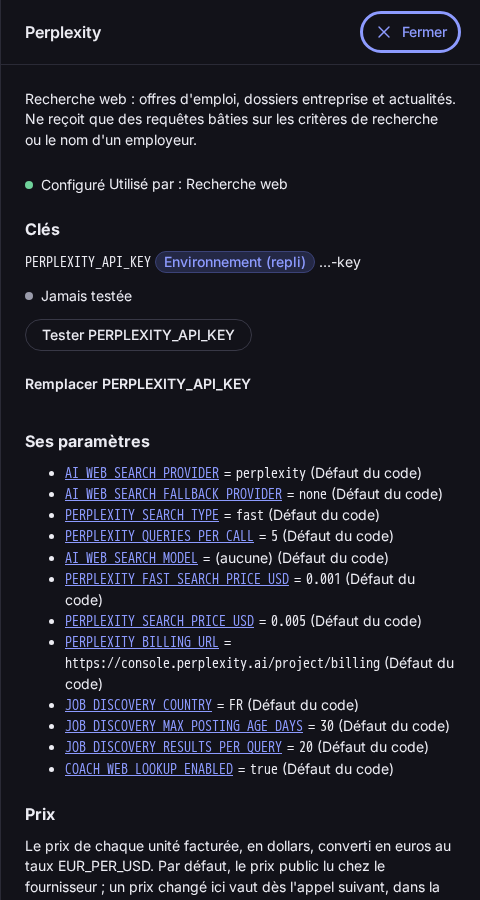 Perplexity
Fermer
Recherche web : offres d'emploi, dossiers entreprise et actualités.
Ne reçoit que des requêtes bâties sur les critères de recherche
ou le nom d'un employeur.
Configuré Utilisé par : Recherche web
Clés
PERPLEXITY_API_KEY Environnement (repli) …-key
Jamais testée
Tester PERPLEXITY_API_KEY
Remplacer PERPLEXITY_API_KEY
Ses paramètres
AI_WEB_SEARCH_PROVIDER = perplexity (Défaut du code)
AI_WEB_SEARCH_FALLBACK_PROVIDER = none (Défaut du code)
PERPLEXITY_SEARCH_TYPE = fast (Défaut du code)
PERPLEXITY_QUERIES_PER_CALL = 5 (Défaut du code)
AI_WEB_SEARCH_MODEL = (aucune) (Défaut du code)
PERPLEXITY_FAST_SEARCH_PRICE_USD = 0.001 (Défaut du
code)
PERPLEXITY_SEARCH_PRICE_USD = 0.005 (Défaut du code)
PERPLEXITY_BILLING_URL =
https://console.perplexity.ai/project/billing (Défaut du
code)
JOB_DISCOVERY_COUNTRY = FR (Défaut du code)
JOB_DISCOVERY_MAX_POSTING_AGE_DAYS = 30 (Défaut du code)
JOB_DISCOVERY_RESULTS_PER_QUERY = 20 (Défaut du code)
COACH_WEB_LOOKUP_ENABLED = true (Défaut du code)
Prix
Le prix de chaque unité facturée, en dollars, converti en euros au
taux EUR_PER_USD. Par défaut, le prix public lu chez le
fournisseur ; un prix changé ici vaut dès l'appel suivant, dans la